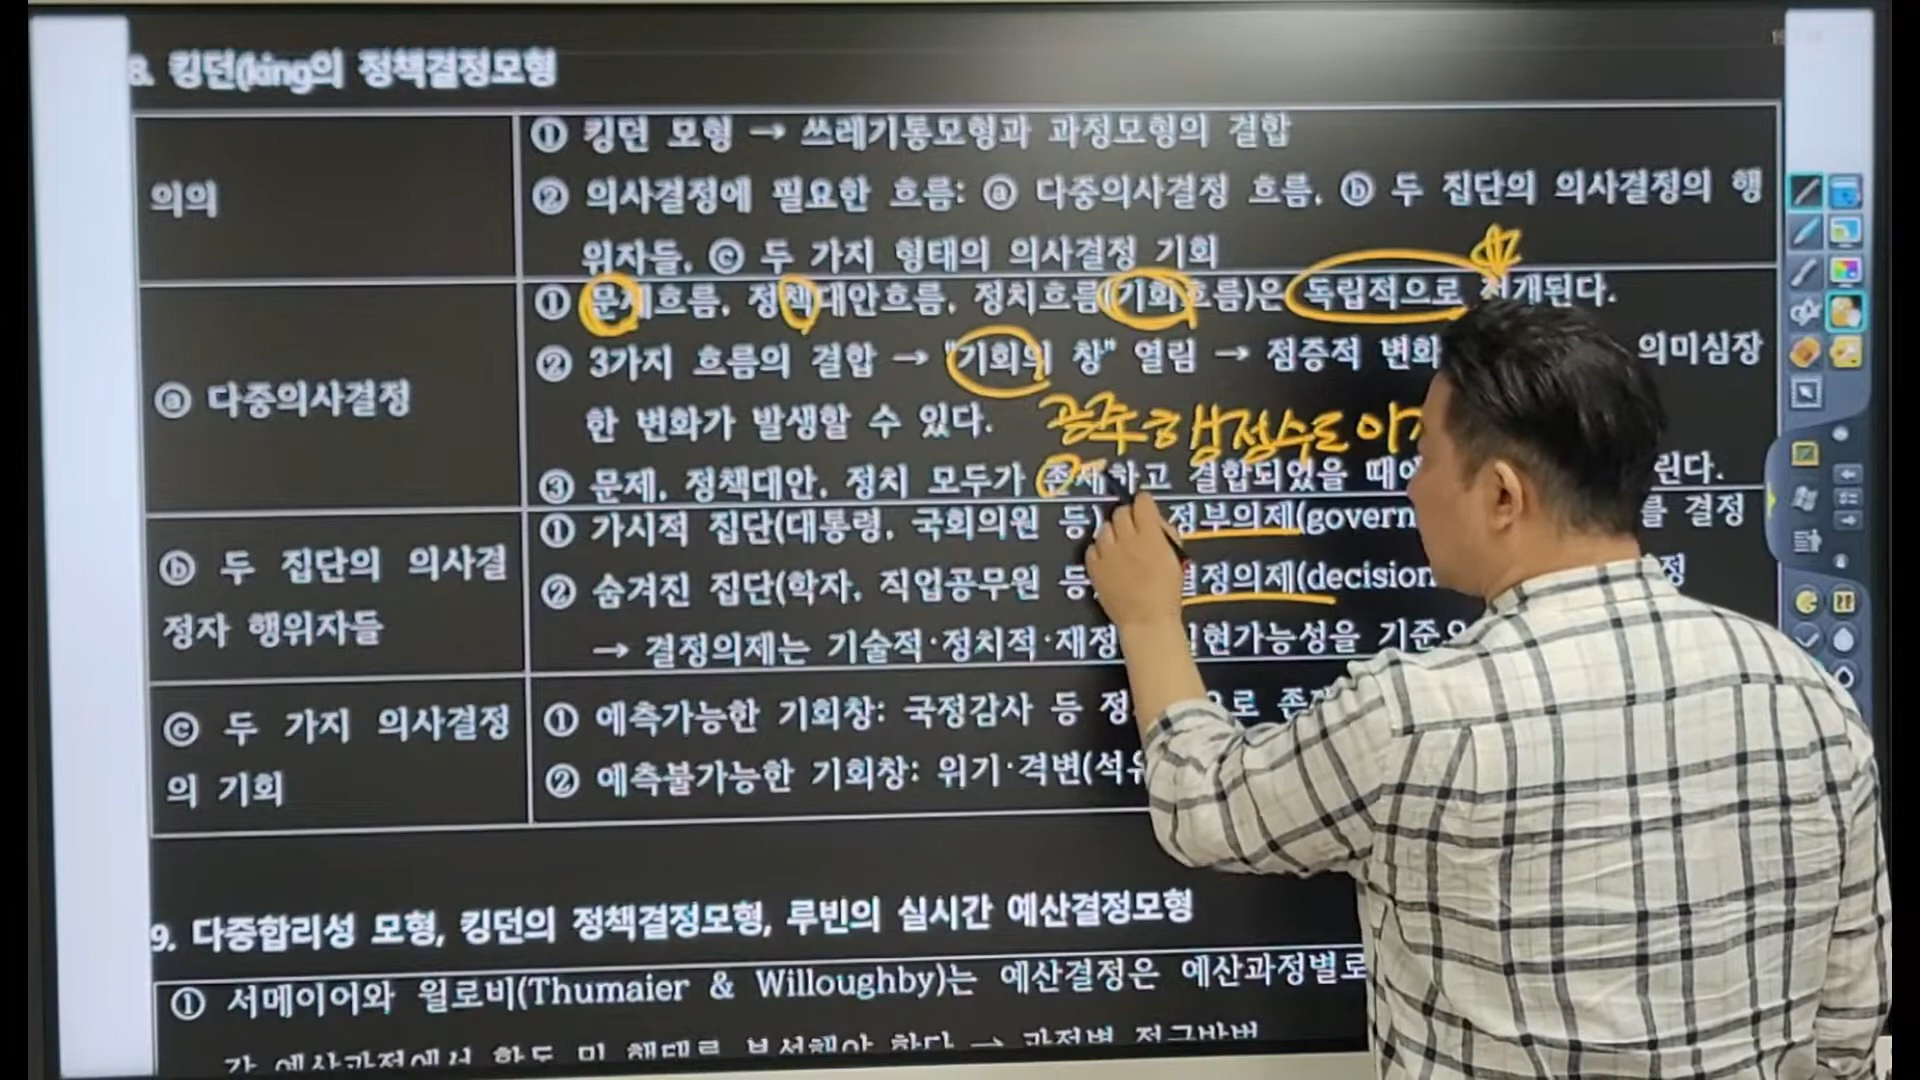 8. 킹던(king의 정책결정모형
의의
① 킹던 모형 → 쓰레기통모형과 과정모형의 결합
② 의사결정에 필요한 흐름: ⓐ 다중의사결정 흐름, ⓑ 두 집단의 의사결정의 행
위자들, ⓒ 두 가지 형태의 의사결정 기회
ⓐ 다중의사결정
① 문제흐름, 정책대안흐름, 정치흐름(기회흐름)은 독립적으로 전개된다.
② 3가지 흐름의 결합 → "기회의 창" 열림 → 점증적 변화 의미심장
한 변화가 발생할 수 있다.
공주 행정수도 이
③ 문제, 정책대안, 정치 모두가 존재하고 결합되었을 때에 린다.
ⓑ 두 집단의 의사결
정자 행위자들
① 가시적 집단(대통령, 국회의원 등) 정부의제(govern 를 결정
② 숨겨진 집단(학자, 직업공무원 등) 결정의제(decision 정
→ 결정의제는 기술적·정치적·재정 실현가능성을 기준으
ⓒ 두 가지 의사결정
의 기회
① 예측가능한 기회창: 국정감사 등 정 으로 존
② 예측불가능한 기회창: 위기·격변(석유
9. 다중합리성 모형, 킹던의 정책결정모형, 루빈의 실시간 예산결정모형
① 서메이어와 윌로비(Thumaier & Willoughby)는 예산결정은 예산과정별로